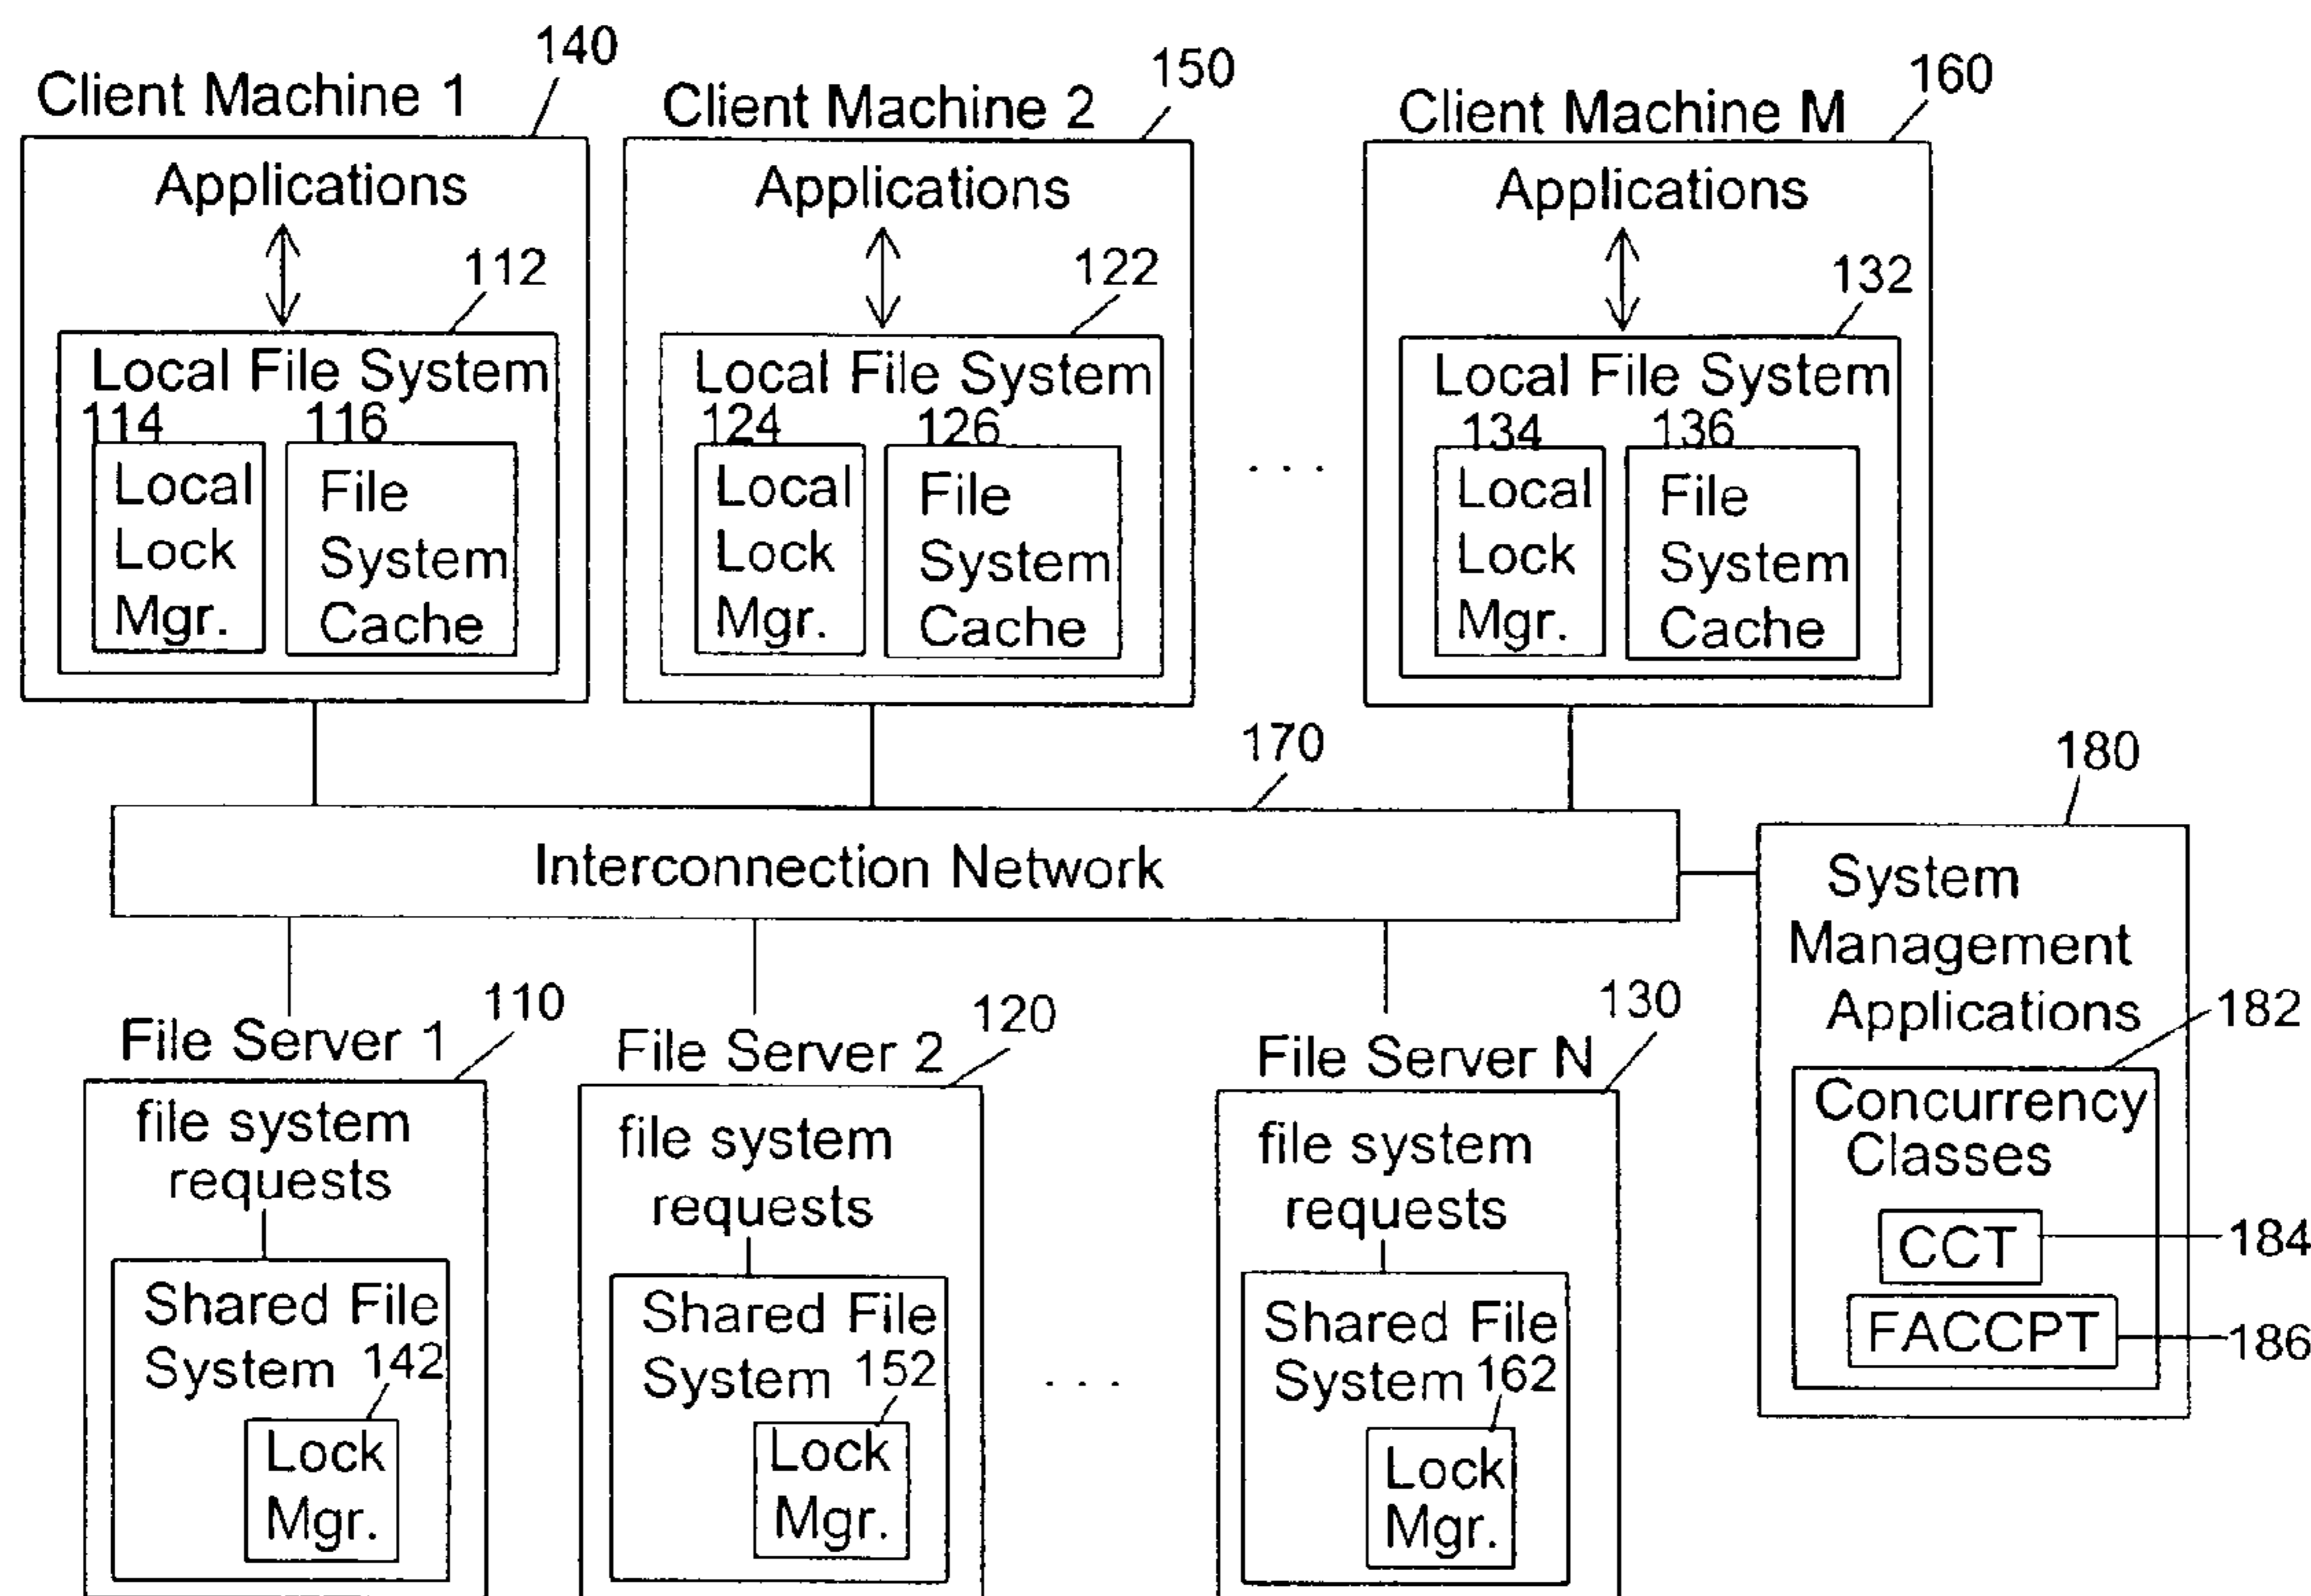 140
150
160
Client Machine 1
Client Machine 2
Client Machine M
Applications
Applications
Applications
112
122
132
Local File System
Local File System
Local File System
114
116
124
126
134
136
Local
Lock
Mgr.
File
System
Cache
Local
Lock
Mgr.
File
System
Cache
. . .
Local
Lock
Mgr.
File
System
Cache
170
180
Interconnection Network
System
Management
Applications
182
Concurrency
Classes
CCT
184
FACCPT
186
110
120
130
File Server 1
File Server 2
File Server N
file system
requests
file system
requests
file system
requests
Shared File
System 142
Lock
Mgr.
Shared File
System 152
Lock
Mgr.
. . .
Shared File
System 162
Lock
Mgr.